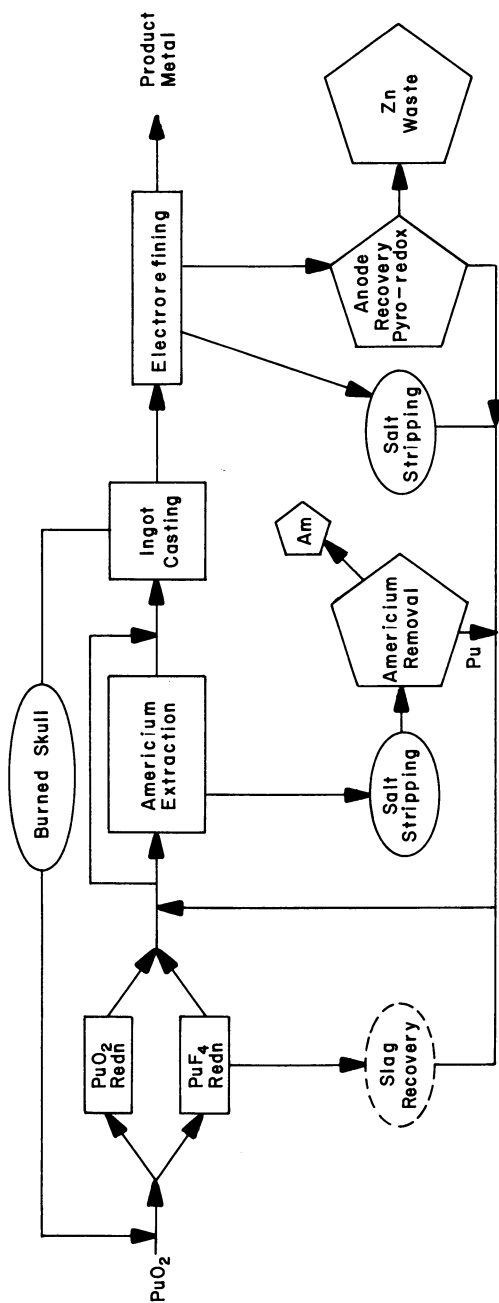 PuO₂
PuO₂
Redn
PuF₄
Redn
Slag
Recovery
Burned Skull
Americium
Extraction
Salt
Stripping
Americium
Removal
Am
Pu
Ingot
Casting
Electrorefining
Salt
Stripping
Anode
Recovery
Pyro-redox
Zn
Waste
Product
Metal